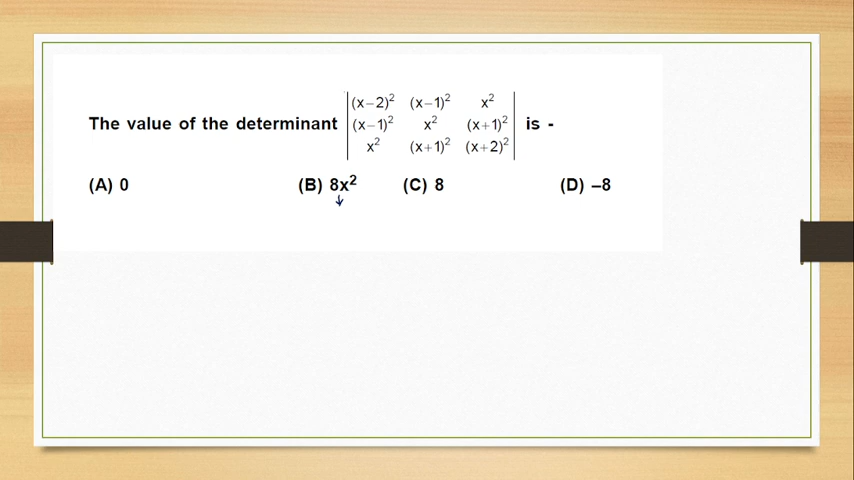 The value of the determinant |(x−2)² (x−1)² x²|
|(x−1)² x² (x+1)²| is -
|x² (x+1)² (x+2)²|
(A) 0 (B) 8x² (C) 8 (D) –8